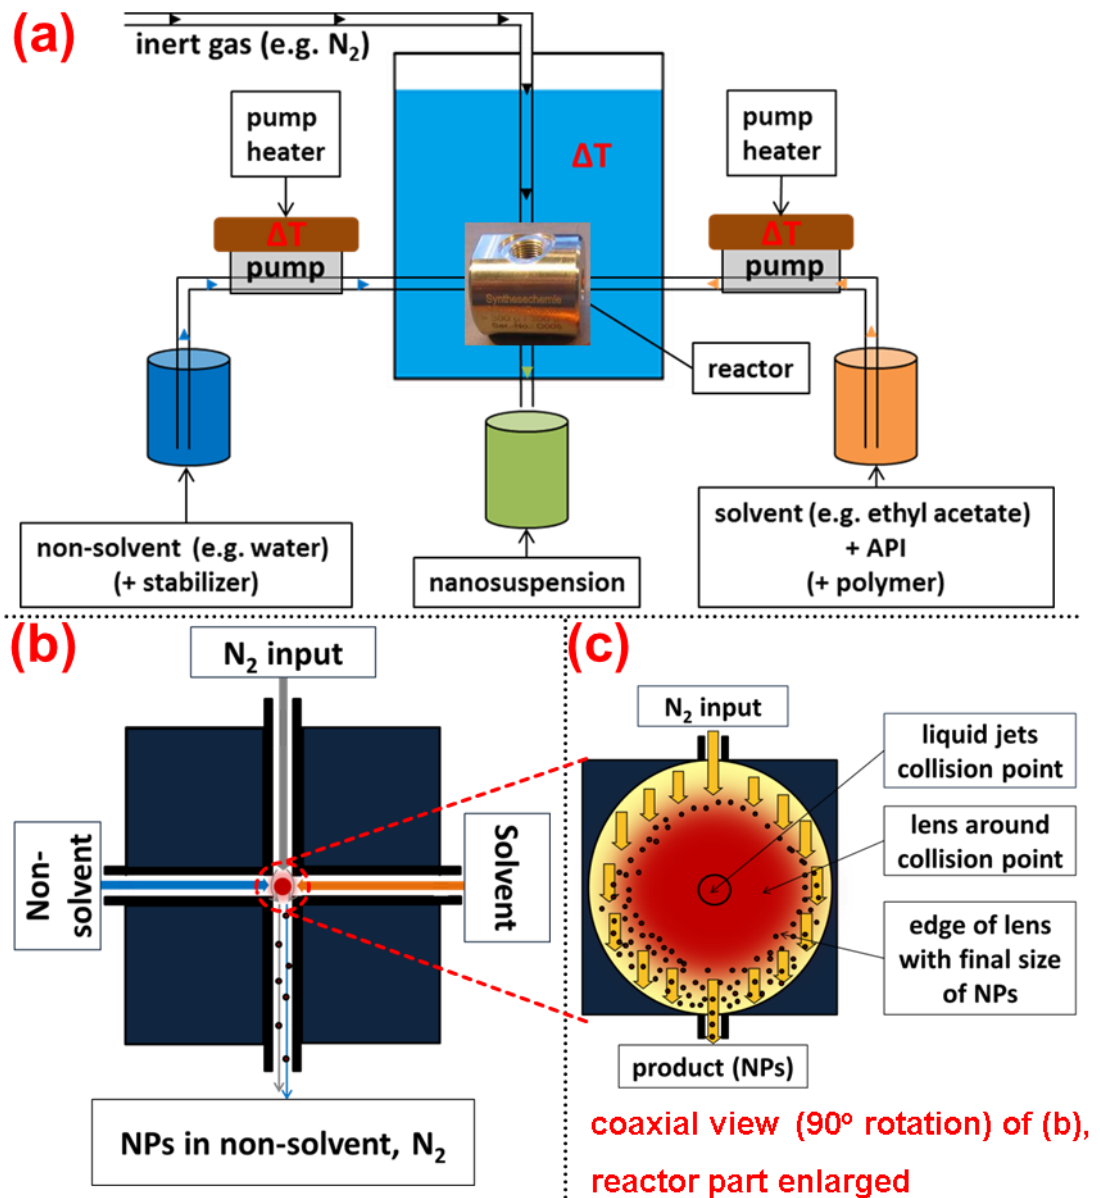 (a)
inert gas (e.g. N₂)
pump
heater
ΔT
pump
ΔT
pump
heater
ΔT
pump
Synthesechemie
reactor
non-solvent (e.g. water)
(+ stabilizer)
nanosuspension
solvent (e.g. ethyl acetate)
+ API
(+ polymer)
(b)
N₂ input
Non-
solvent
Solvent
NPs in non-solvent, N₂
(c)
N₂ input
liquid jets
collision point
lens around
collision point
edge of lens
with final size
of NPs
product (NPs)
coaxial view (90º rotation) of (b),
reactor part enlarged